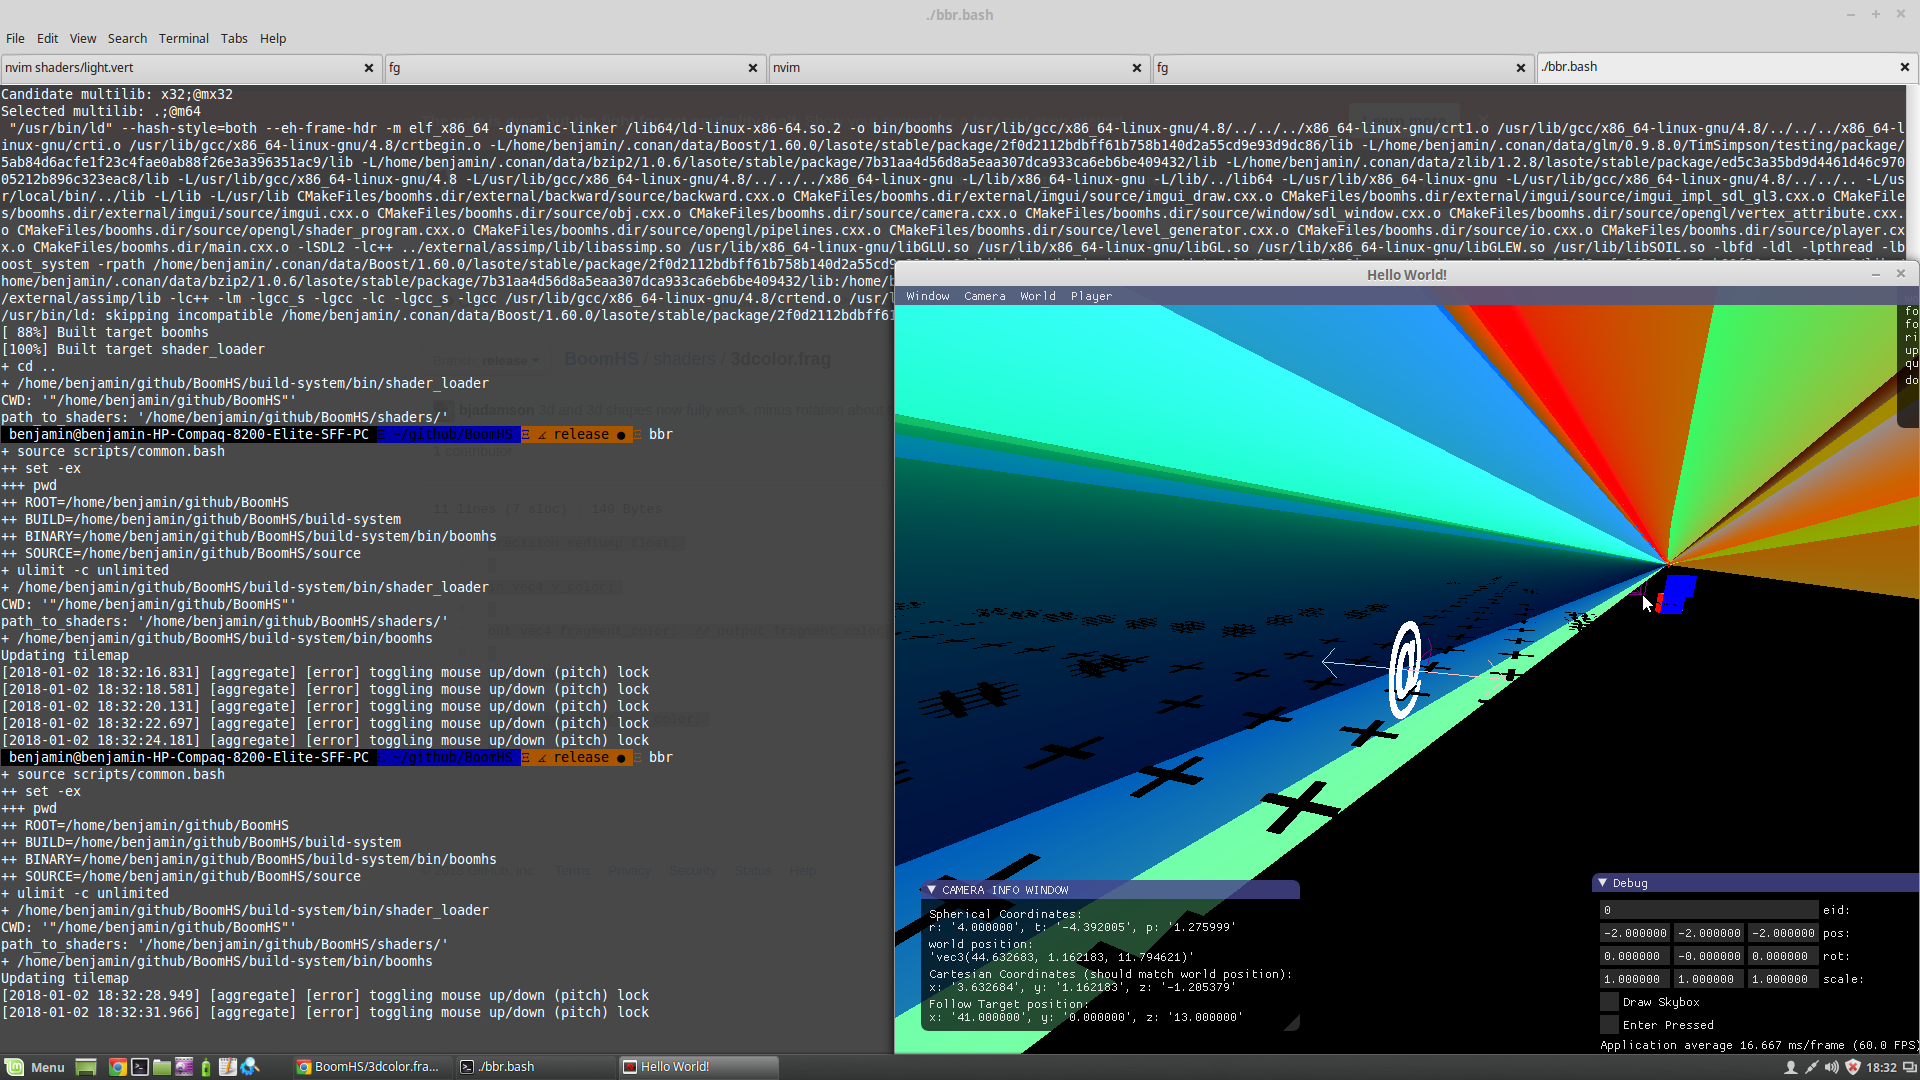 ./bbr.bash
File Edit View Search Terminal Tabs Help
nvim shaders/light.vert
fg
nvim
fg
./bbr.bash
Candidate multilib: x32;@mx32
Selected multilib: .;@m64
"/usr/bin/ld" --hash-style=both --eh-frame-hdr -m elf_x86_64 -dynamic-linker /lib64/ld-linux-x86-64.so.2 -o bin/boomhs /usr/lib/gcc/x86_64-linux-gnu/4.8/../../../x86_64-linux-gnu/crt1.o /usr/lib/gcc/x86_64-linux-gnu/4.8/../../../x86_64-l
inux-gnu/crti.o /usr/lib/gcc/x86_64-linux-gnu/4.8/crtbegin.o -L/home/benjamin/.conan/data/Boost/1.60.0/lasote/stable/package/2f0d2112bdbff61b758b140d2a55cd9e93d9dc86/lib -L/home/benjamin/.conan/data/glm/0.9.8.0/TimSimpson/testing/package/
5ab84d6acfe1f23c4fae0ab88f26e3a396351ac9/lib -L/home/benjamin/.conan/data/bzip2/1.0.6/lasote/stable/package/7b31aa4d56d8a5eaa307dca933ca6eb6be409432/lib -L/home/benjamin/.conan/data/zlib/1.2.8/lasote/stable/package/ed5c3a35bd9d4461d46c970
05212b896c323eac8/lib -L/usr/lib/gcc/x86_64-linux-gnu/4.8 -L/usr/lib/gcc/x86_64-linux-gnu/4.8/../../../x86_64-linux-gnu -L/lib/x86_64-linux-gnu -L/lib/../lib64 -L/usr/lib/x86_64-linux-gnu -L/usr/lib/gcc/x86_64-linux-gnu/4.8/../../.. -L/us
r/local/bin/../lib -L/lib -L/usr/lib CMakeFiles/boomhs.dir/external/backward/source/backward.cxx.o CMakeFiles/boomhs.dir/external/imgui/source/imgui_draw.cxx.o CMakeFiles/boomhs.dir/external/imgui/source/imgui_impl_sdl_gl3.cxx.o CMakeFile
s/boomhs.dir/external/imgui/source/imgui.cxx.o CMakeFiles/boomhs.dir/source/obj.cxx.o CMakeFiles/boomhs.dir/source/camera.cxx.o CMakeFiles/boomhs.dir/source/window/sdl_window.cxx.o CMakeFiles/boomhs.dir/source/opengl/vertex_attribute.cxx.
o CMakeFiles/boomhs.dir/source/opengl/shader_program.cxx.o CMakeFiles/boomhs.dir/source/opengl/pipelines.cxx.o CMakeFiles/boomhs.dir/source/level_generator.cxx.o CMakeFiles/boomhs.dir/source/io.cxx.o CMakeFiles/boomhs.dir/source/player.cx
x.o CMakeFiles/boomhs.dir/main.cxx.o -lSDL2 -lc++ ../external/assimp/lib/libassimp.so /usr/lib/x86_64-linux-gnu/libGLU.so /usr/lib/x86_64-linux-gnu/libGL.so /usr/lib/x86_64-linux-gnu/libGLEW.so /usr/lib/libSOIL.so -lbfd -ldl -lpthread -lb
oost_system -rpath /home/benjamin/.conan/data/Boost/1.60.0/lasote/stable/package/2f0d2112bdbff61b758b140d2a55cd9
home/benjamin/.conan/data/bzip2/1.0.6/lasote/stable/package/7b31aa4d56d8a5eaa307dca933ca6eb6be409432/lib:/home/b
/external/assimp/lib -lc++ -lm -lgcc_s -lgcc -lc -lgcc_s -lgcc /usr/lib/gcc/x86_64-linux-gnu/4.8/crtend.o /usr/l
/usr/bin/ld: skipping incompatible /home/benjamin/.conan/data/Boost/1.60.0/lasote/stable/package/2f0d2112bdbff61
[ 88%] Built target boomhs
[100%] Built target shader_loader
+ cd ..
+ /home/benjamin/github/BoomHS/build-system/bin/shader_loader
CWD: '"/home/benjamin/github/BoomHS"'
path_to_shaders: '/home/benjamin/github/BoomHS/shaders/'
benjamin@benjamin-HP-Compaq-8200-Elite-SFF-PC ~/github/BoomHS release ● bbr
+ source scripts/common.bash
++ set -ex
+++ pwd
++ ROOT=/home/benjamin/github/BoomHS
++ BUILD=/home/benjamin/github/BoomHS/build-system
++ BINARY=/home/benjamin/github/BoomHS/build-system/bin/boomhs
++ SOURCE=/home/benjamin/github/BoomHS/source
+ ulimit -c unlimited
+ /home/benjamin/github/BoomHS/build-system/bin/shader_loader
CWD: '"/home/benjamin/github/BoomHS"'
path_to_shaders: '/home/benjamin/github/BoomHS/shaders/'
+ /home/benjamin/github/BoomHS/build-system/bin/boomhs
Updating tilemap
[2018-01-02 18:32:16.831] [aggregate] [error] toggling mouse up/down (pitch) lock
[2018-01-02 18:32:18.581] [aggregate] [error] toggling mouse up/down (pitch) lock
[2018-01-02 18:32:20.131] [aggregate] [error] toggling mouse up/down (pitch) lock
[2018-01-02 18:32:22.697] [aggregate] [error] toggling mouse up/down (pitch) lock
[2018-01-02 18:32:24.181] [aggregate] [error] toggling mouse up/down (pitch) lock
benjamin@benjamin-HP-Compaq-8200-Elite-SFF-PC ~/github/BoomHS release ● bbr
+ source scripts/common.bash
++ set -ex
+++ pwd
++ ROOT=/home/benjamin/github/BoomHS
++ BUILD=/home/benjamin/github/BoomHS/build-system
++ BINARY=/home/benjamin/github/BoomHS/build-system/bin/boomhs
++ SOURCE=/home/benjamin/github/BoomHS/source
+ ulimit -c unlimited
+ /home/benjamin/github/BoomHS/build-system/bin/shader_loader
CWD: '"/home/benjamin/github/BoomHS"'
path_to_shaders: '/home/benjamin/github/BoomHS/shaders/'
+ /home/benjamin/github/BoomHS/build-system/bin/boomhs
Updating tilemap
[2018-01-02 18:32:28.949] [aggregate] [error] toggling mouse up/down (pitch) lock
[2018-01-02 18:32:31.966] [aggregate] [error] toggling mouse up/down (pitch) lock
Branch: release
BoomHS / shaders / 3dcolor.frag
bjadamson 3d and 3d shapes now fully work, minus rotation about
11 lines (7 sloc) 140 Bytes
Hello World!
Window Camera World Player
fo
fo
ri
up
qu
do
@
CAMERA INFO WINDOW
Spherical Coordinates:
r: '4.000000', t: '-4.392005', p: '1.275999'
world position:
'vec3(44.632683, 1.162183, 11.794621)'
Cartesian Coordinates (should match world position):
x: '3.632684', y: '1.162183', z: '-1.205379'
Follow Target position:
x: '41.000000', y: '0.000000', z: '13.000000'
Debug
0 eid:
-2.000000 -2.000000 -2.000000 pos:
0.000000 -0.000000 0.000000 rot:
1.000000 1.000000 1.000000 scale:
Draw Skybox
Enter Pressed
Application average 16.667 ms/frame (60.0 FPS)
Menu
BoomHS/3dcolor.fra...
./bbr.bash
Hello World!
18:32